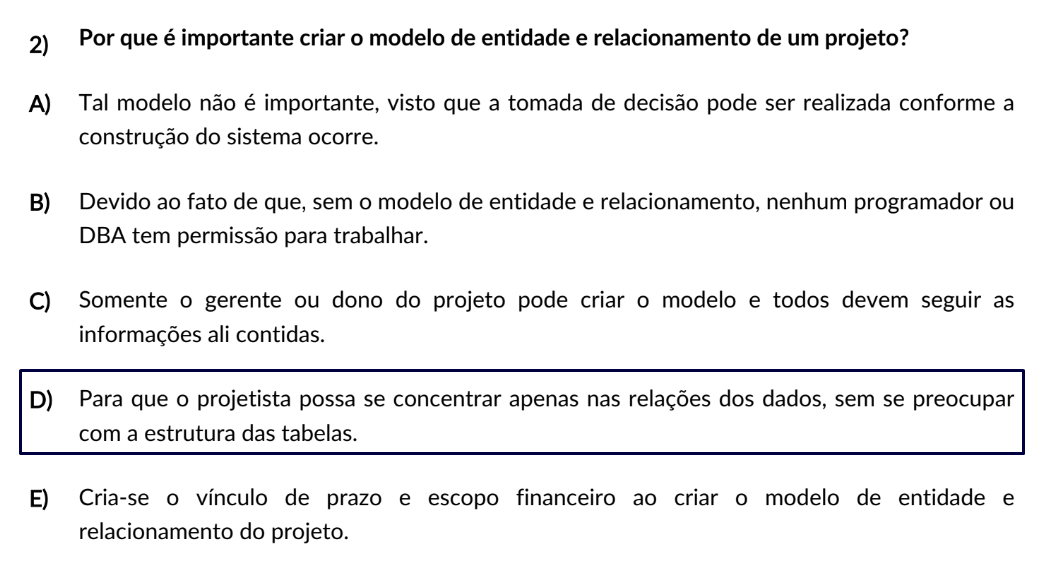 2) Por que é importante criar o modelo de entidade e relacionamento de um projeto?
A) Tal modelo não é importante, visto que a tomada de decisão pode ser realizada conforme a
construção do sistema ocorre.
B) Devido ao fato de que, sem o modelo de entidade e relacionamento, nenhum programador ou
DBA tem permissão para trabalhar.
C) Somente o gerente ou dono do projeto pode criar o modelo e todos devem seguir as
informações ali contidas.
D) Para que o projetista possa se concentrar apenas nas relações dos dados, sem se preocupar
com a estrutura das tabelas.
E) Cria-se o vínculo de prazo e escopo financeiro ao criar o modelo de entidade e
relacionamento do projeto.